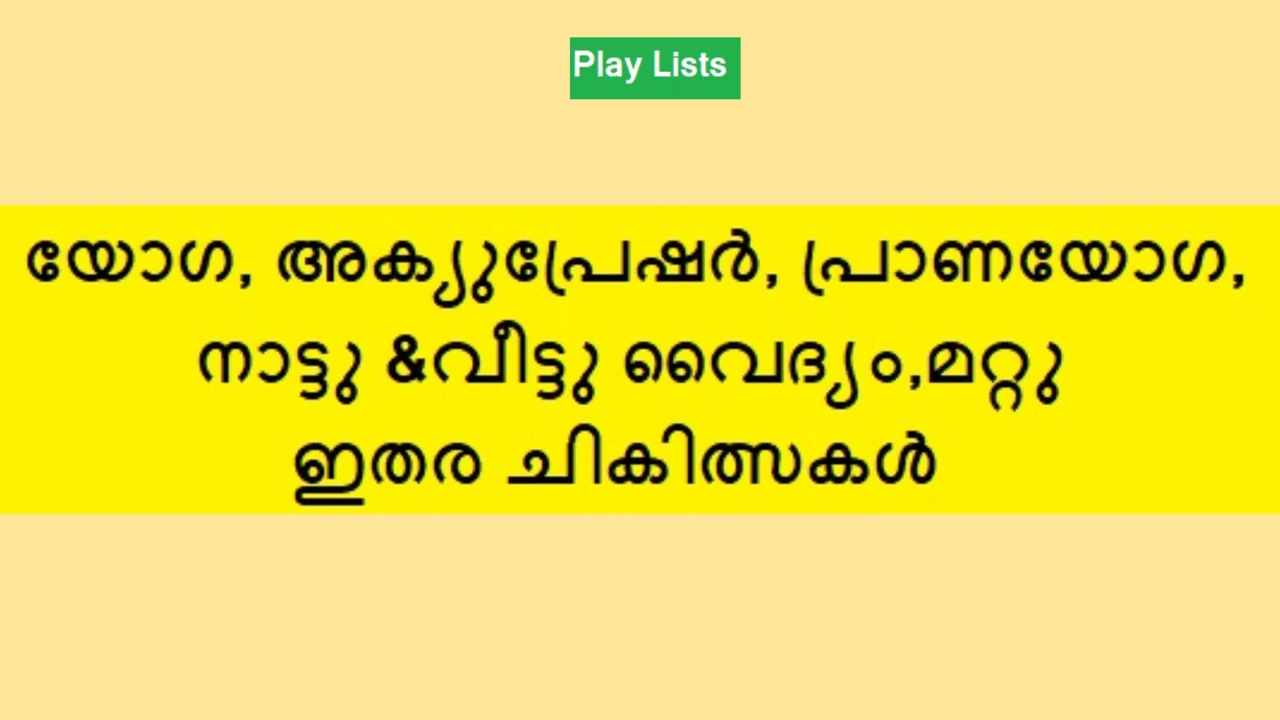 Play Lists
യോഗ, അക്യുപ്രേഷർ, പ്രാണയോഗ,
നാട്ടു &വീട്ടു വൈദ്യം,മറ്റു
ഇതര ചികിത്സകൾ